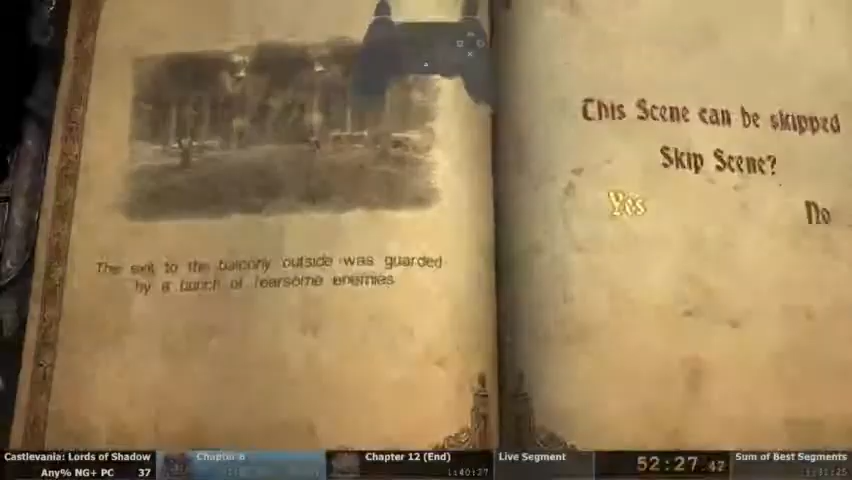 This Scene can be skipped
Skip Scene?
Yes
No
The exit to the balcony outside was guarded
by a bunch of fearsome enemies
Castlevania: Lords of Shadow
Any% NG+ PC 37
Chapter 6
Chapter 12 (End)
1:40:27
Live Segment
52:27.42
Sum of Best Segments